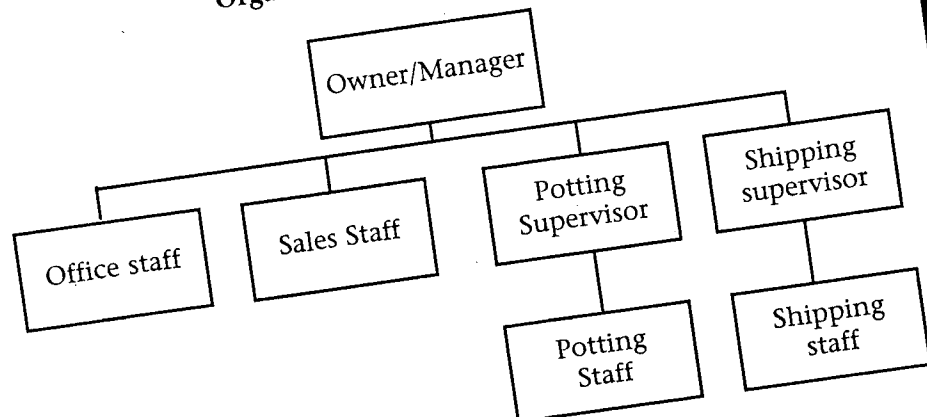 Owner/Manager
Office staff
Sales Staff
Potting
Supervisor
Shipping
supervisor
Potting
Staff
Shipping
staff